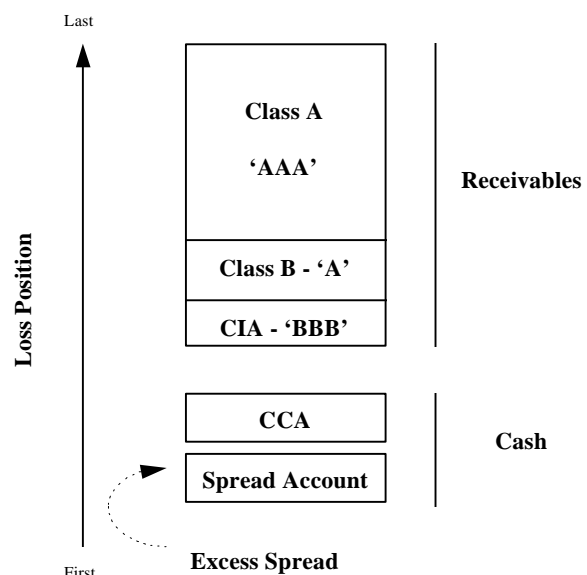 Last
Class A
‘AAA’
Receivables
Class B - ‘A’
CIA - ‘BBB’
Loss Position
CCA
Cash
Spread Account
Excess Spread
First